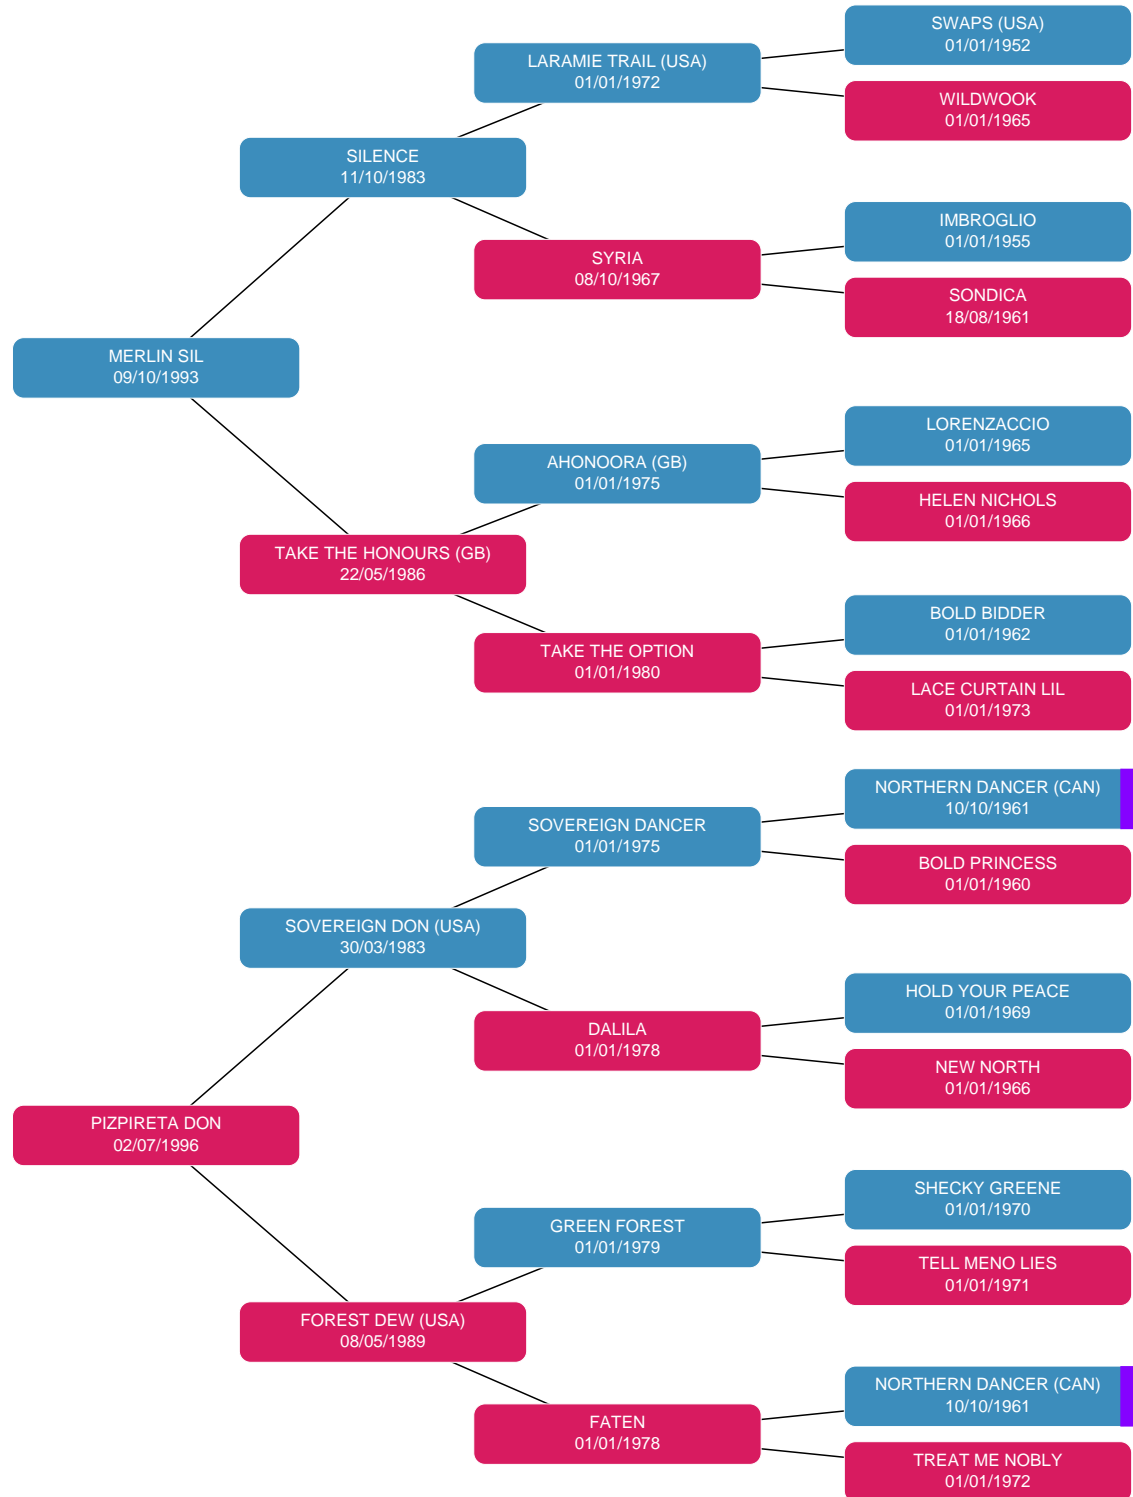 SWAPS (USA)
01/01/1952
LARAMIE TRAIL (USA)
01/01/1972
WILDWOOK
01/01/1965
SILENCE
11/10/1983
IMBROGLIO
01/01/1955
SYRIA
08/10/1967
SONDICA
18/08/1961
MERLIN SIL
09/10/1993
LORENZACCIO
01/01/1965
AHONOORA (GB)
01/01/1975
HELEN NICHOLS
01/01/1966
TAKE THE HONOURS (GB)
22/05/1986
BOLD BIDDER
01/01/1962
TAKE THE OPTION
01/01/1980
LACE CURTAIN LIL
01/01/1973
NORTHERN DANCER (CAN)
10/10/1961
SOVEREIGN DANCER
01/01/1975
BOLD PRINCESS
01/01/1960
SOVEREIGN DON (USA)
30/03/1983
HOLD YOUR PEACE
01/01/1969
DALILA
01/01/1978
NEW NORTH
01/01/1966
PIZPIRETA DON
02/07/1996
SHECKY GREENE
01/01/1970
GREEN FOREST
01/01/1979
TELL MENO LIES
01/01/1971
FOREST DEW (USA)
08/05/1989
NORTHERN DANCER (CAN)
10/10/1961
FATEN
01/01/1978
TREAT ME NOBLY
01/01/1972